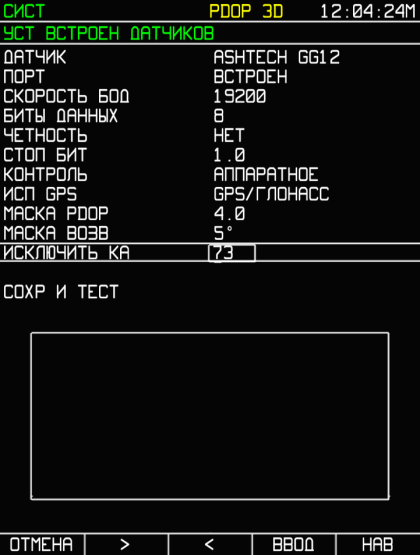 СИСТ PDOP 3D 12:04:24М
УСТ ВСТРОЕН ДАТЧИКОВ
ДАТЧИК ASHTECH GG12
ПОРТ ВСТРОЕН
СКОРОСТЬ БОД 19200
БИТЫ ДАННЫХ 8
ЧЕТНОСТЬ НЕТ
СТОП БИТ 1.0
КОНТРОЛЬ АППАРАТНОЕ
ИСП GPS GPS/ГЛОНАСС
МАСКА PDOP 4.0
МАСКА ВОЗВ 5°
ИСКЛЮЧИТЬ КА 73
СОХР И ТЕСТ
ОТМЕНА > < ВВОД НАВ